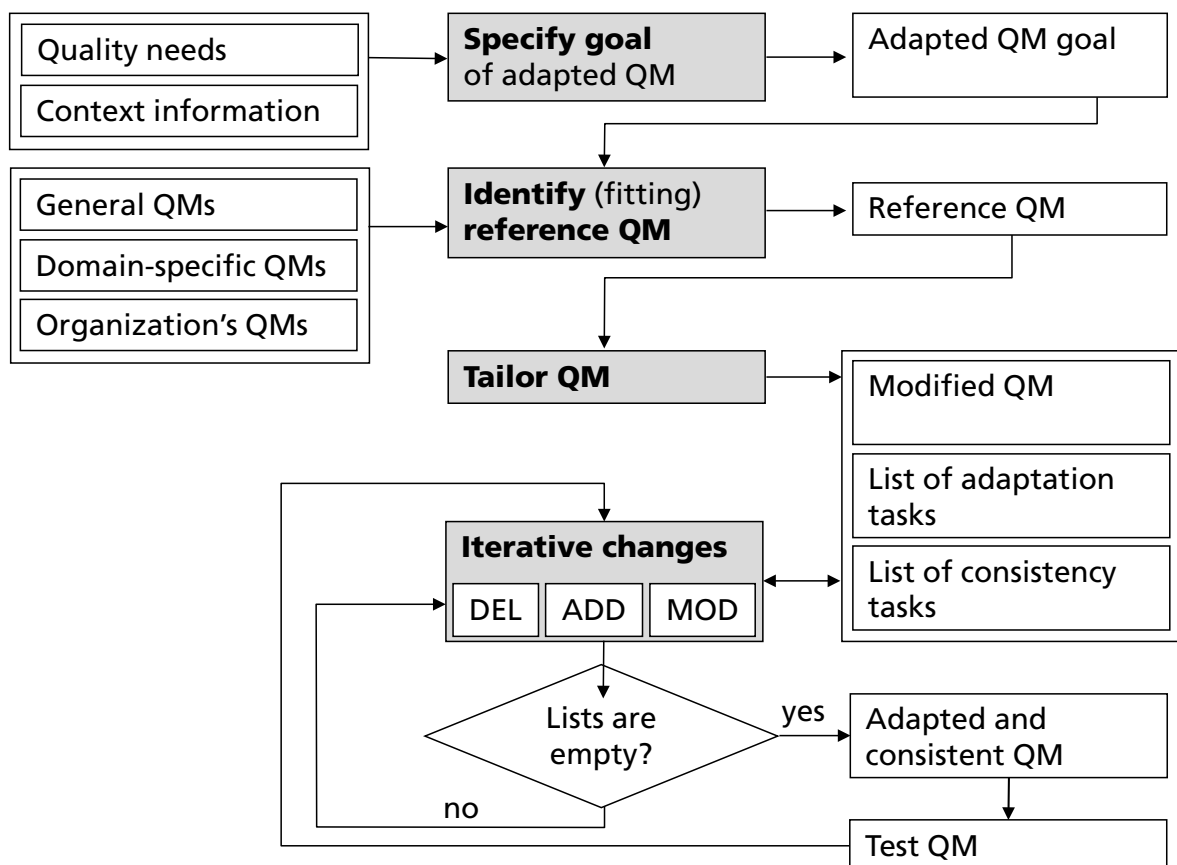 Quality needs
Context information
Specify goal
of adapted QM
Adapted QM goal
General QMs
Domain-specific QMs
Organization's QMs
Identify (fitting)
reference QM
Reference QM
Tailor QM
Modified QM
List of adaptation
tasks
List of consistency
tasks
Iterative changes
DEL
ADD
MOD
Lists are
empty?
yes
no
Adapted and
consistent QM
Test QM